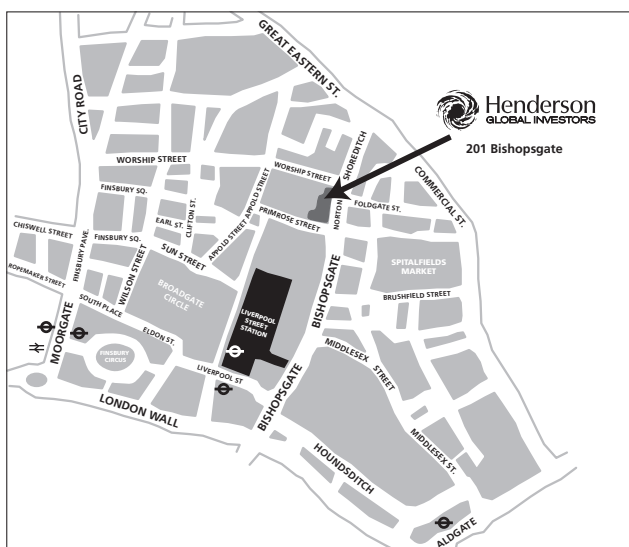 GREAT EASTERN ST.
CITY ROAD
Henderson
GLOBAL INVESTORS
201 Bishopsgate
SHOREDITCH
COMMERCIAL ST.
WORSHIP STREET
WORSHIP STREET
FINSBURY SQ.
APPOLD STREET
CLIFTON ST.
EARL ST.
NORTON
FOLDGATE ST.
PRIMROSE STREET
CHISWELL STREET
FINSBURY PAVE.
FINSBURY SQ.
APPOLD STREET
SUN STREET
WILSON STREET
BROADGATE
CIRCLE
SPITALFIELDS
MARKET
BRUSHFIELD STREET
ROPEMAKER STREET
SOUTH PLACE
BISHOPSGATE
LIVERPOOL
STREET
STATION
MOORGATE
ELDON ST.
FINSBURY
CIRCUS
LIVERPOOL ST
MIDDLESEX
STREET
LONDON WALL
BISHOPSGATE
HOUNDSDITCH
MIDDLESEX ST.
ALDGATE